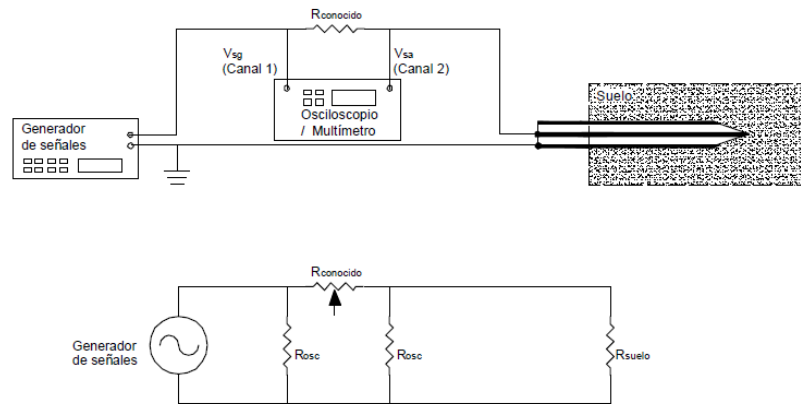 Rconocido
Vsg
(Canal 1)
Vsa
(Canal 2)
Suelo
Osciloscopio
/ Multímetro
Generador
de señales
Rconocido
Generador
de señales
Rosc
Rosc
Rsuelo